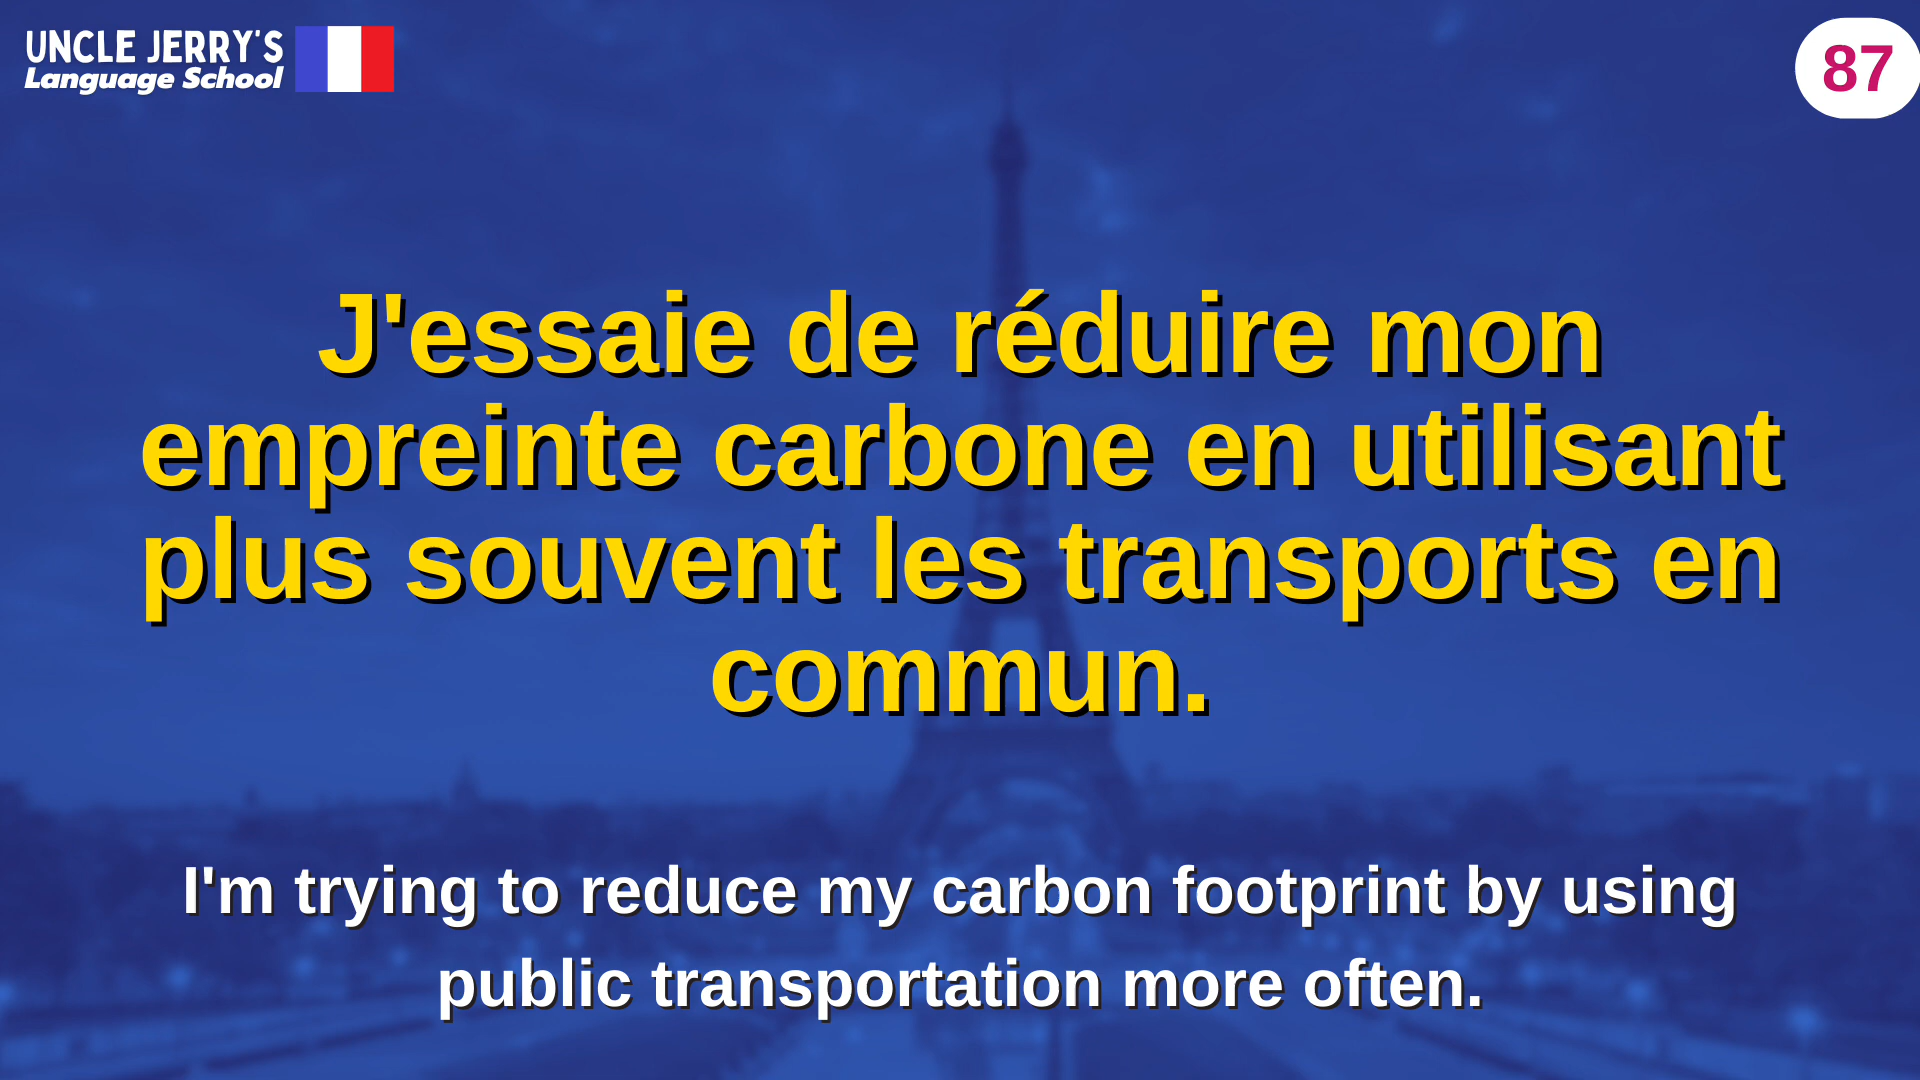 UNCLE JERRY'S
Language School
87
J'essaie de réduire mon
empreinte carbone en utilisant
plus souvent les transports en
commun.
I'm trying to reduce my carbon footprint by using
public transportation more often.